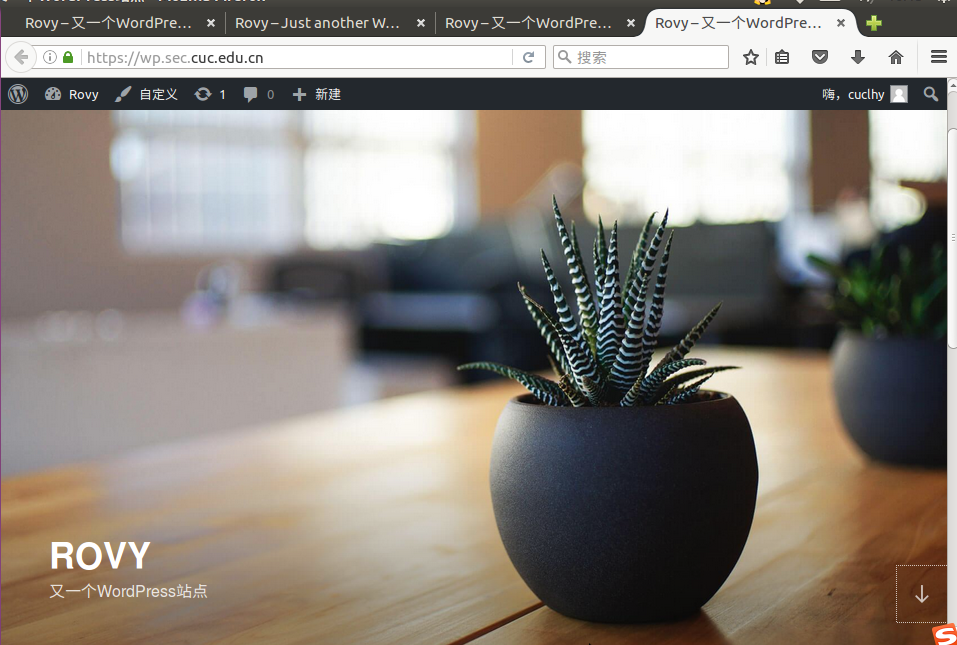 Rovy – 又一个WordPre… × Rovy – Just another W… × Rovy – 又一个WordPre… × Rovy – 又一个WordPre… ×
https://wp.sec.cuc.edu.cn 搜索
Rovy 自定义 1 0 新建 嗨，cuclhy
ROVY
又一个WordPress站点